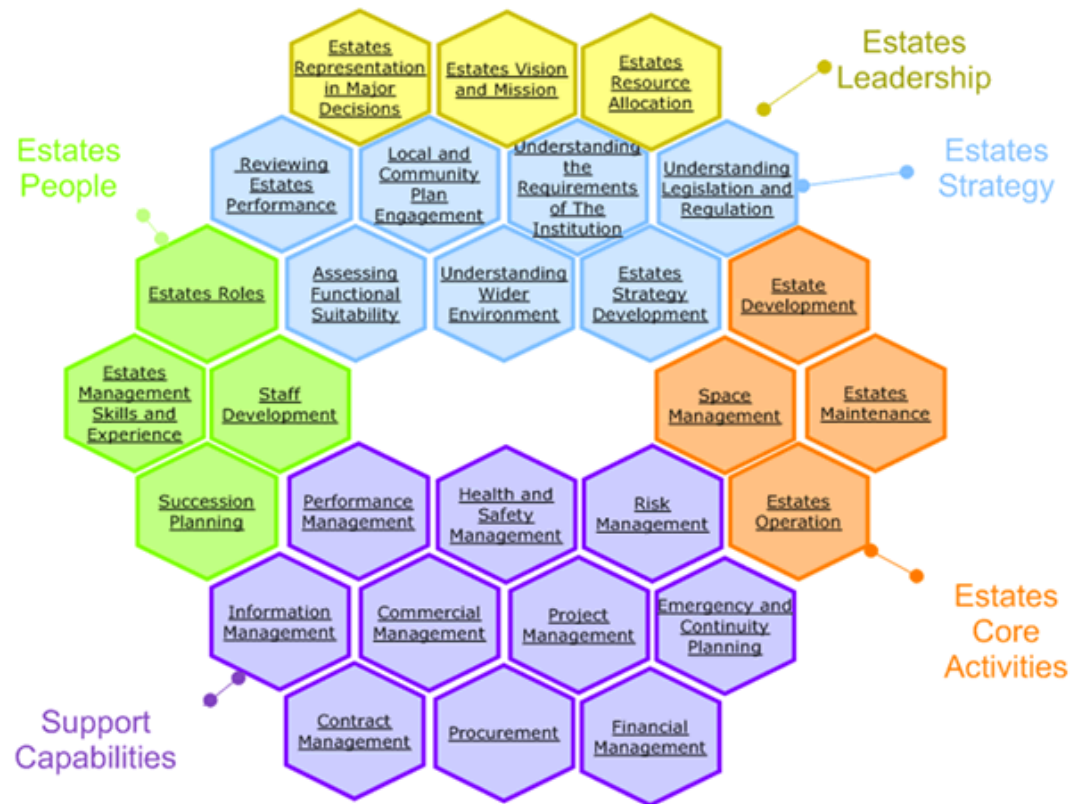 Estates
Representation
in Major
Decisions
Estates Vision
and Mission
Estates
Resource
Allocation
Estates
Leadership
Estates
People
Reviewing
Estates
Performance
Local and
Community
Plan
Engagement
Understanding
the
Requirements
of The
Institution
Understanding
Legislation and
Regulation
Estates
Strategy
Estates Roles
Assessing
Functional
Suitability
Understanding
Wider
Environment
Estates
Strategy
Development
Estate
Development
Estates
Management
Skills and
Experience
Staff
Development
Space
Management
Estates
Maintenance
Succession
Planning
Performance
Management
Health and
Safety
Management
Risk
Management
Estates
Operation
Information
Management
Commercial
Management
Project
Management
Emergency and
Continuity
Planning
Estates
Core
Activities
Support
Capabilities
Contract
Management
Procurement
Financial
Management